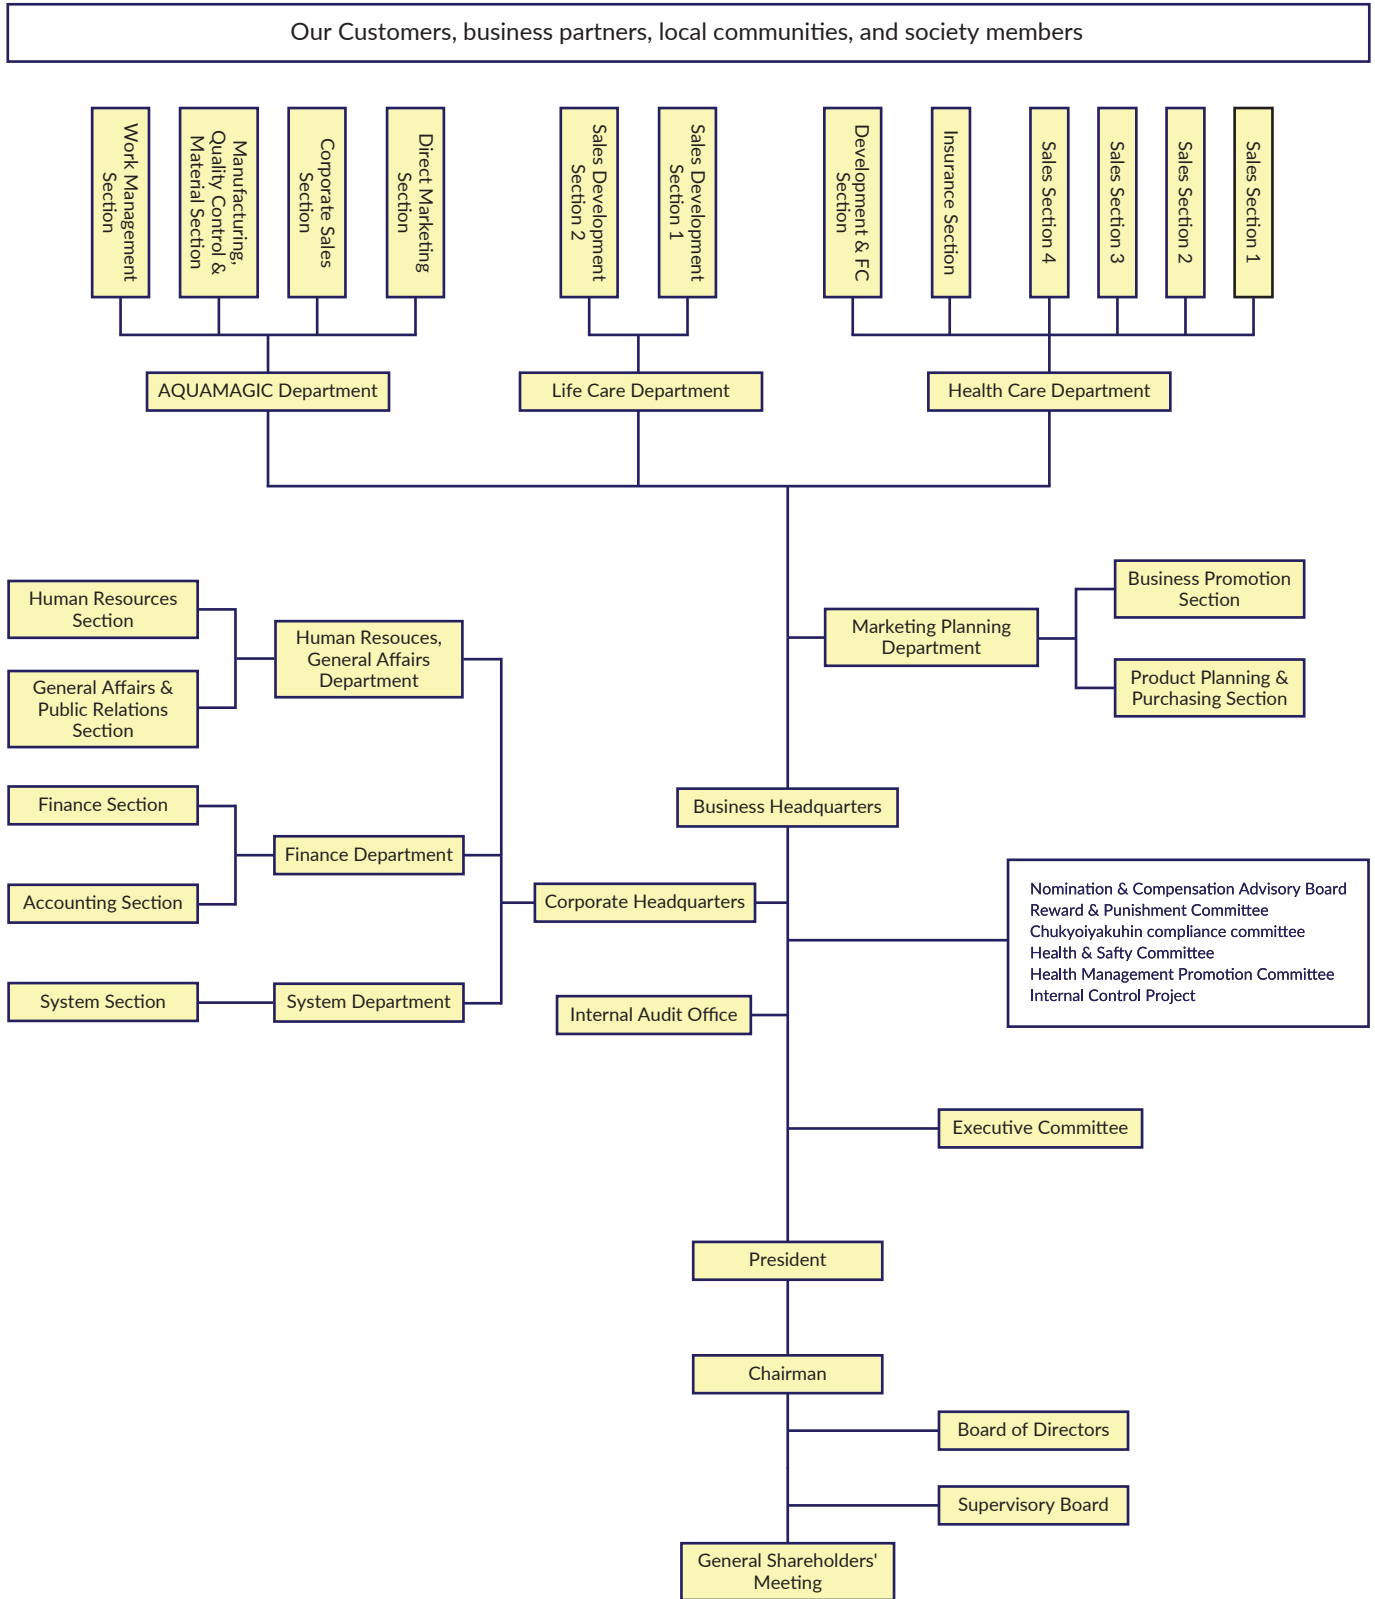 Our Customers, business partners, local communities, and society members
Work Management
Section
Manufacturing,
Quality Control &
Material Section
Corporate Sales
Section
Direct Marketing
Section
Sales Development
Section 2
Sales Development
Section 1
Development & FC
Section
Insurance Section
Sales Section 4
Sales Section 3
Sales Section 2
Sales Section 1
AQUAMAGIC Department
Life Care Department
Health Care Department
Human Resources
Section
General Affairs &
Public Relations
Section
Human Resouces,
General Affairs
Department
Marketing Planning
Department
Business Promotion
Section
Product Planning &
Purchasing Section
Finance Section
Accounting Section
Finance Department
Business Headquarters
Corporate Headquarters
Nomination & Compensation Advisory Board
Reward & Punishment Committee
Chukyoiyakuhin compliance committee
Health & Safty Committee
Health Management Promotion Committee
Internal Control Project
System Section
System Department
Internal Audit Office
Executive Committee
President
Chairman
Board of Directors
Supervisory Board
General Shareholders'
Meeting